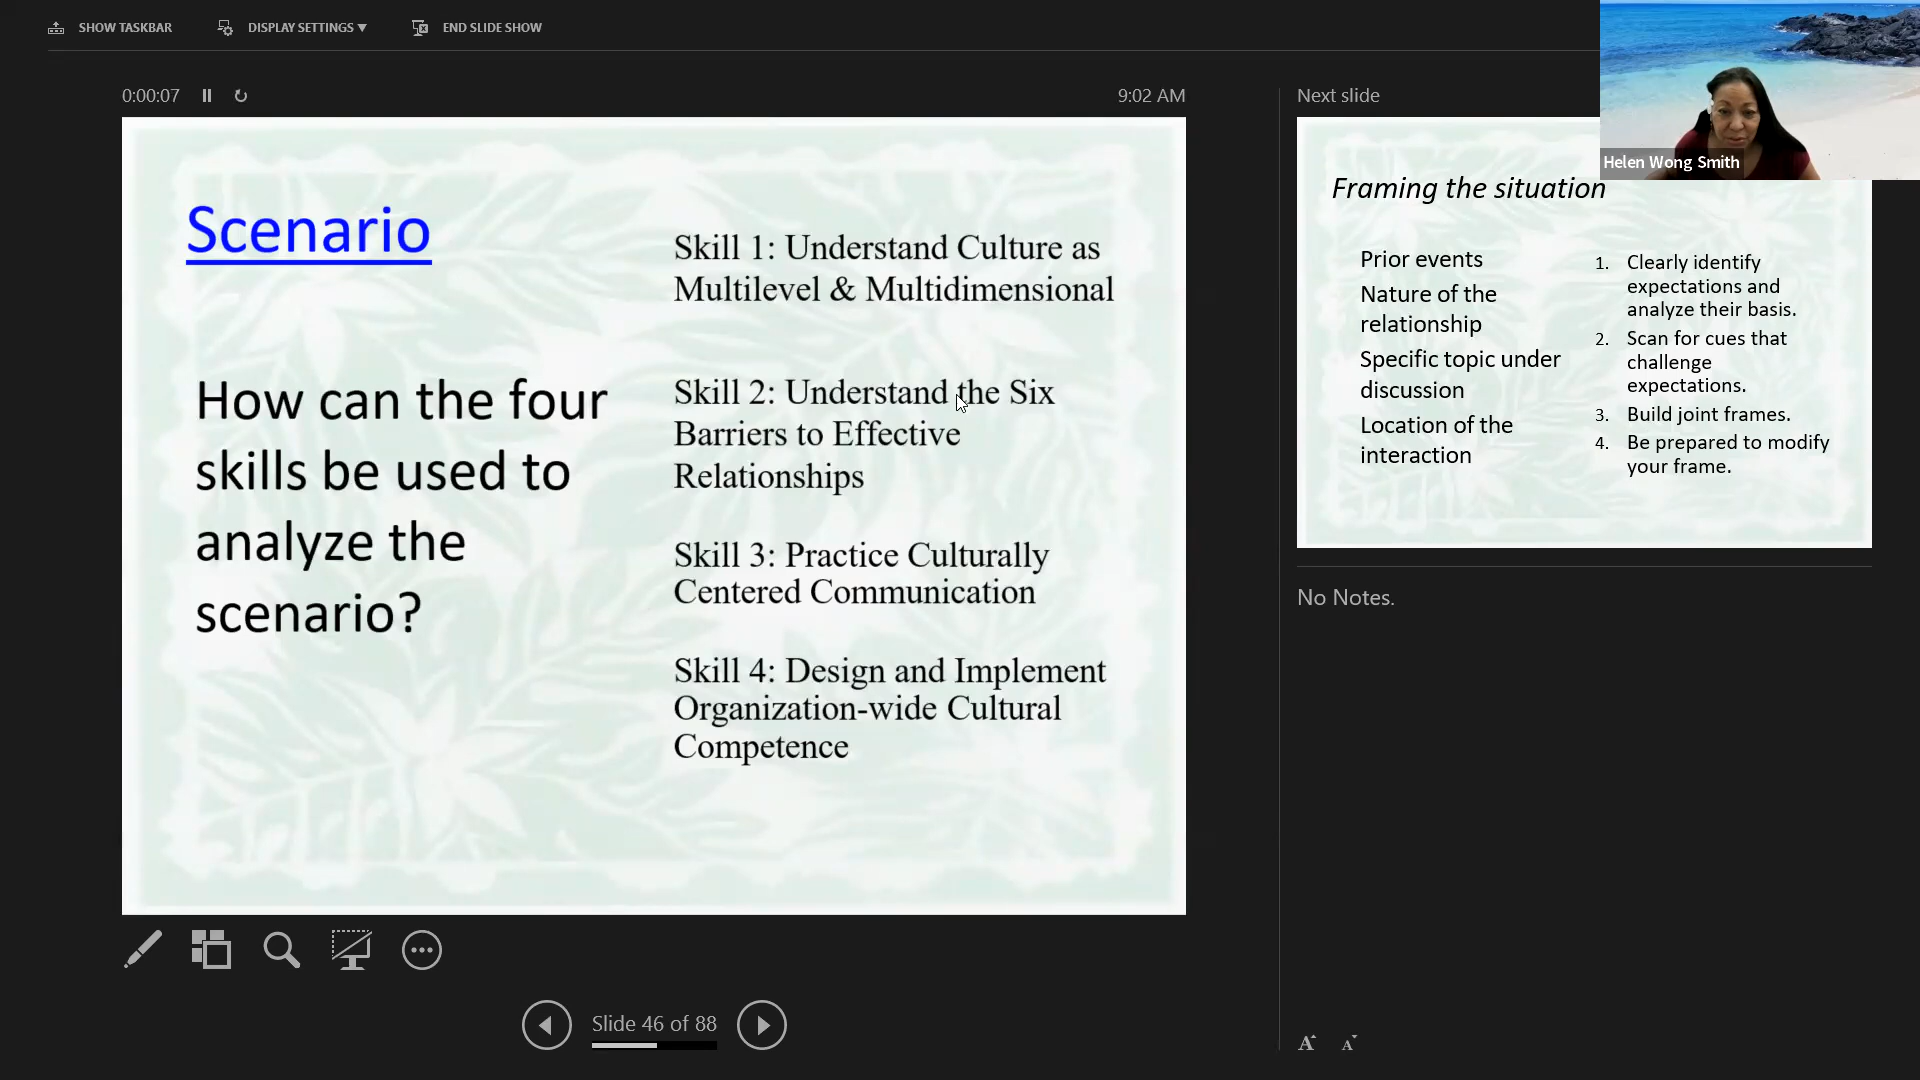 SHOW TASKBAR
DISPLAY SETTINGS ▼
END SLIDE SHOW
0:00:07
9:02 AM
Scenario
How can the four
skills be used to
analyze the
scenario?
Skill 1: Understand Culture as
Multilevel & Multidimensional
Skill 2: Understand the Six
Barriers to Effective
Relationships
Skill 3: Practice Culturally
Centered Communication
Skill 4: Design and Implement
Organization-wide Cultural
Competence
Slide 46 of 88
Next slide
Helen Wong Smith
Framing the situation
Prior events
Nature of the
relationship
Specific topic under
discussion
Location of the
interaction
1. Clearly identify
expectations and
analyze their basis.
2. Scan for cues that
challenge
expectations.
3. Build joint frames.
4. Be prepared to modify
your frame.
No Notes.
A A